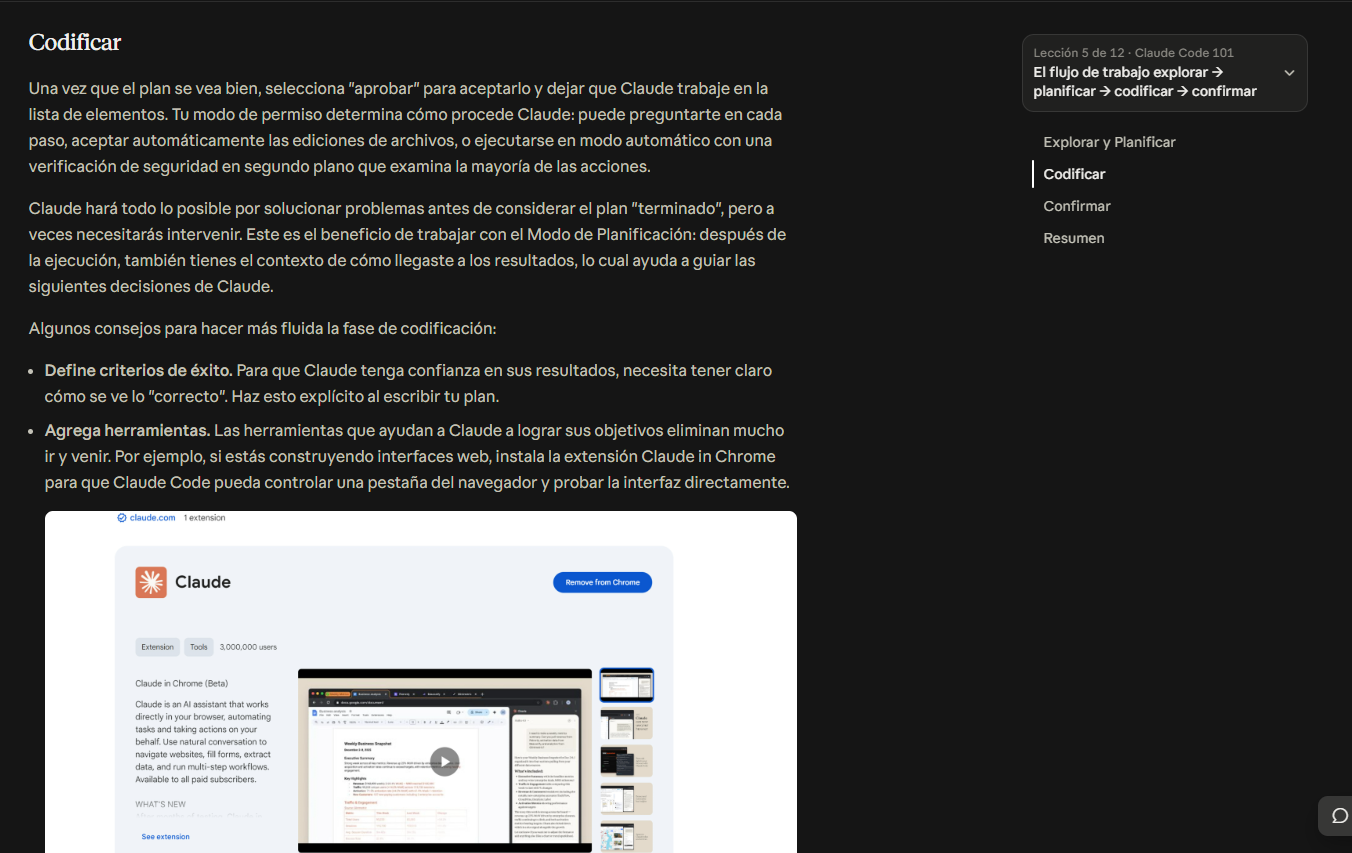 Codificar
Una vez que el plan se vea bien, selecciona "aprobar" para aceptarlo y dejar que Claude trabaje en la
lista de elementos. Tu modo de permiso determina cómo procede Claude: puede preguntarte en cada
paso, aceptar automáticamente las ediciones de archivos, o ejecutarse en modo automático con una
verificación de seguridad en segundo plano que examina la mayoría de las acciones.
Claude hará todo lo posible por solucionar problemas antes de considerar el plan "terminado", pero a
veces necesitarás intervenir. Este es el beneficio de trabajar con el Modo de Planificación: después de
la ejecución, también tienes el contexto de cómo llegaste a los resultados, lo cual ayuda a guiar las
siguientes decisiones de Claude.
Algunos consejos para hacer más fluida la fase de codificación:
• Define criterios de éxito. Para que Claude tenga confianza en sus resultados, necesita tener claro
cómo se ve lo "correcto". Haz esto explícito al escribir tu plan.
• Agrega herramientas. Las herramientas que ayudan a Claude a lograr sus objetivos eliminan mucho
ir y venir. Por ejemplo, si estás construyendo interfaces web, instala la extensión Claude in Chrome
para que Claude Code pueda controlar una pestaña del navegador y probar la interfaz directamente.
claude.com 1 extension
Claude
Remove from Chrome
Extension Tools 3,000,000 users
Claude in Chrome (Beta)
Claude is an AI assistant that works
directly in your browser, automating
tasks and taking actions on your
behalf. Use natural conversation to
navigate websites, fill forms, extract
data, and run multi-step workflows.
Available to all paid subscribers.
WHAT'S NEW
See extension
Weekly Business Snapshot
Executive Summary
Key Highlights
Traffic & Engagement
Lección 5 de 12 · Claude Code 101
El flujo de trabajo explorar →
planificar → codificar → confirmar
Explorar y Planificar
Codificar
Confirmar
Resumen